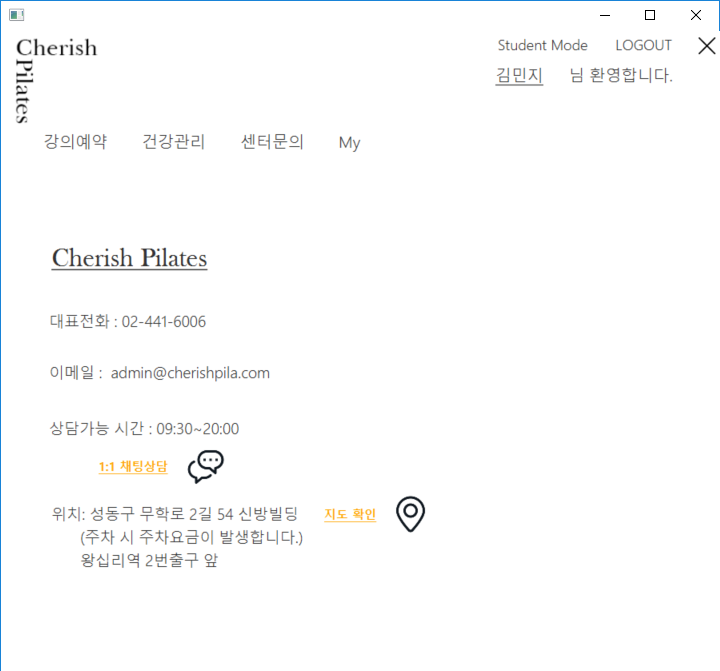 Cherish
Pilates
Student Mode LOGOUT
김민지 님 환영합니다.
강의예약 건강관리 센터문의 My
Cherish Pilates
대표전화 : 02-441-6006
이메일 : admin@cherishpila.com
상담가능 시간 : 09:30~20:00
1:1 채팅상담
위치: 성동구 무학로 2길 54 신방빌딩 지도 확인
(주차 시 주차요금이 발생합니다.)
왕십리역 2번출구 앞